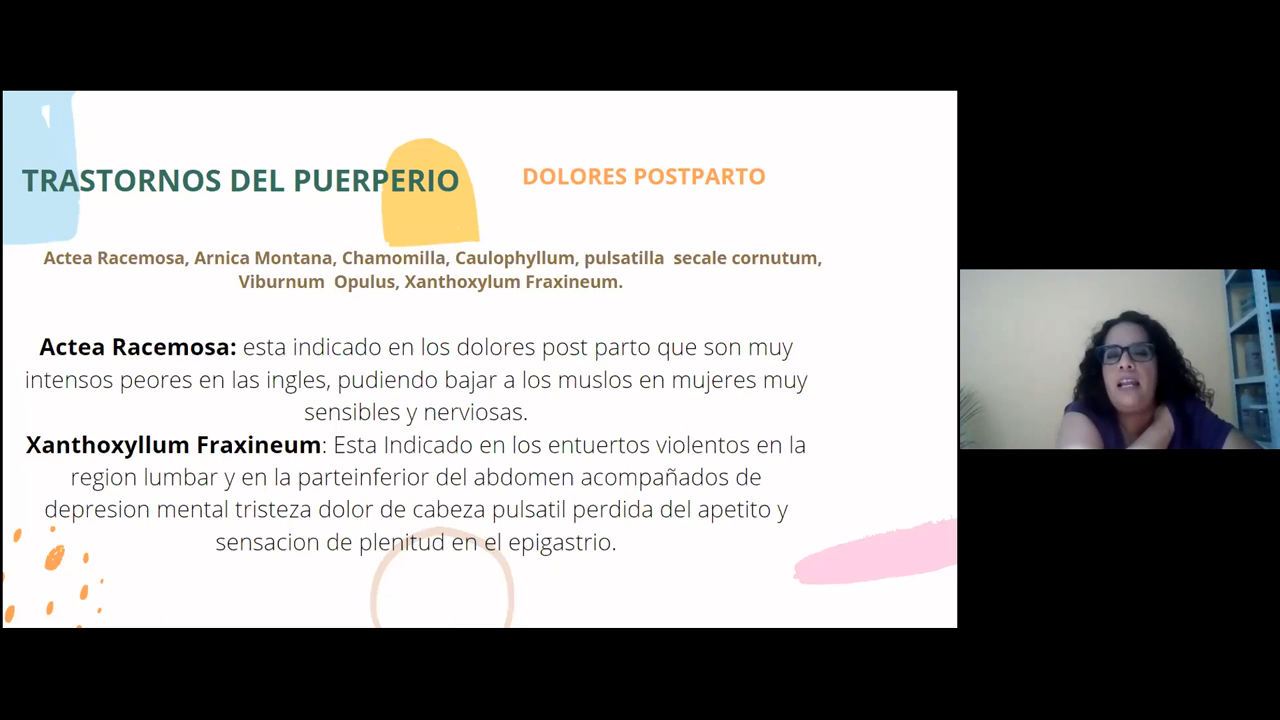 TRASTORNOS DEL PUERPERIO
DOLORES POSTPARTO
Actea Racemosa, Arnica Montana, Chamomilla, Caulophyllum, pulsatilla secale cornutum,
Viburnum Opulus, Xanthoxylum Fraxineum.
Actea Racemosa: esta indicado en los dolores post parto que son muy
intensos peores en las ingles, pudiendo bajar a los muslos en mujeres muy
sensibles y nerviosas.
Xanthoxyllum Fraxineum: Esta Indicado en los entuertos violentos en la
region lumbar y en la parteinferior del abdomen acompañados de
depresion mental tristeza dolor de cabeza pulsatil perdida del apetito y
sensacion de plenitud en el epigastrio.